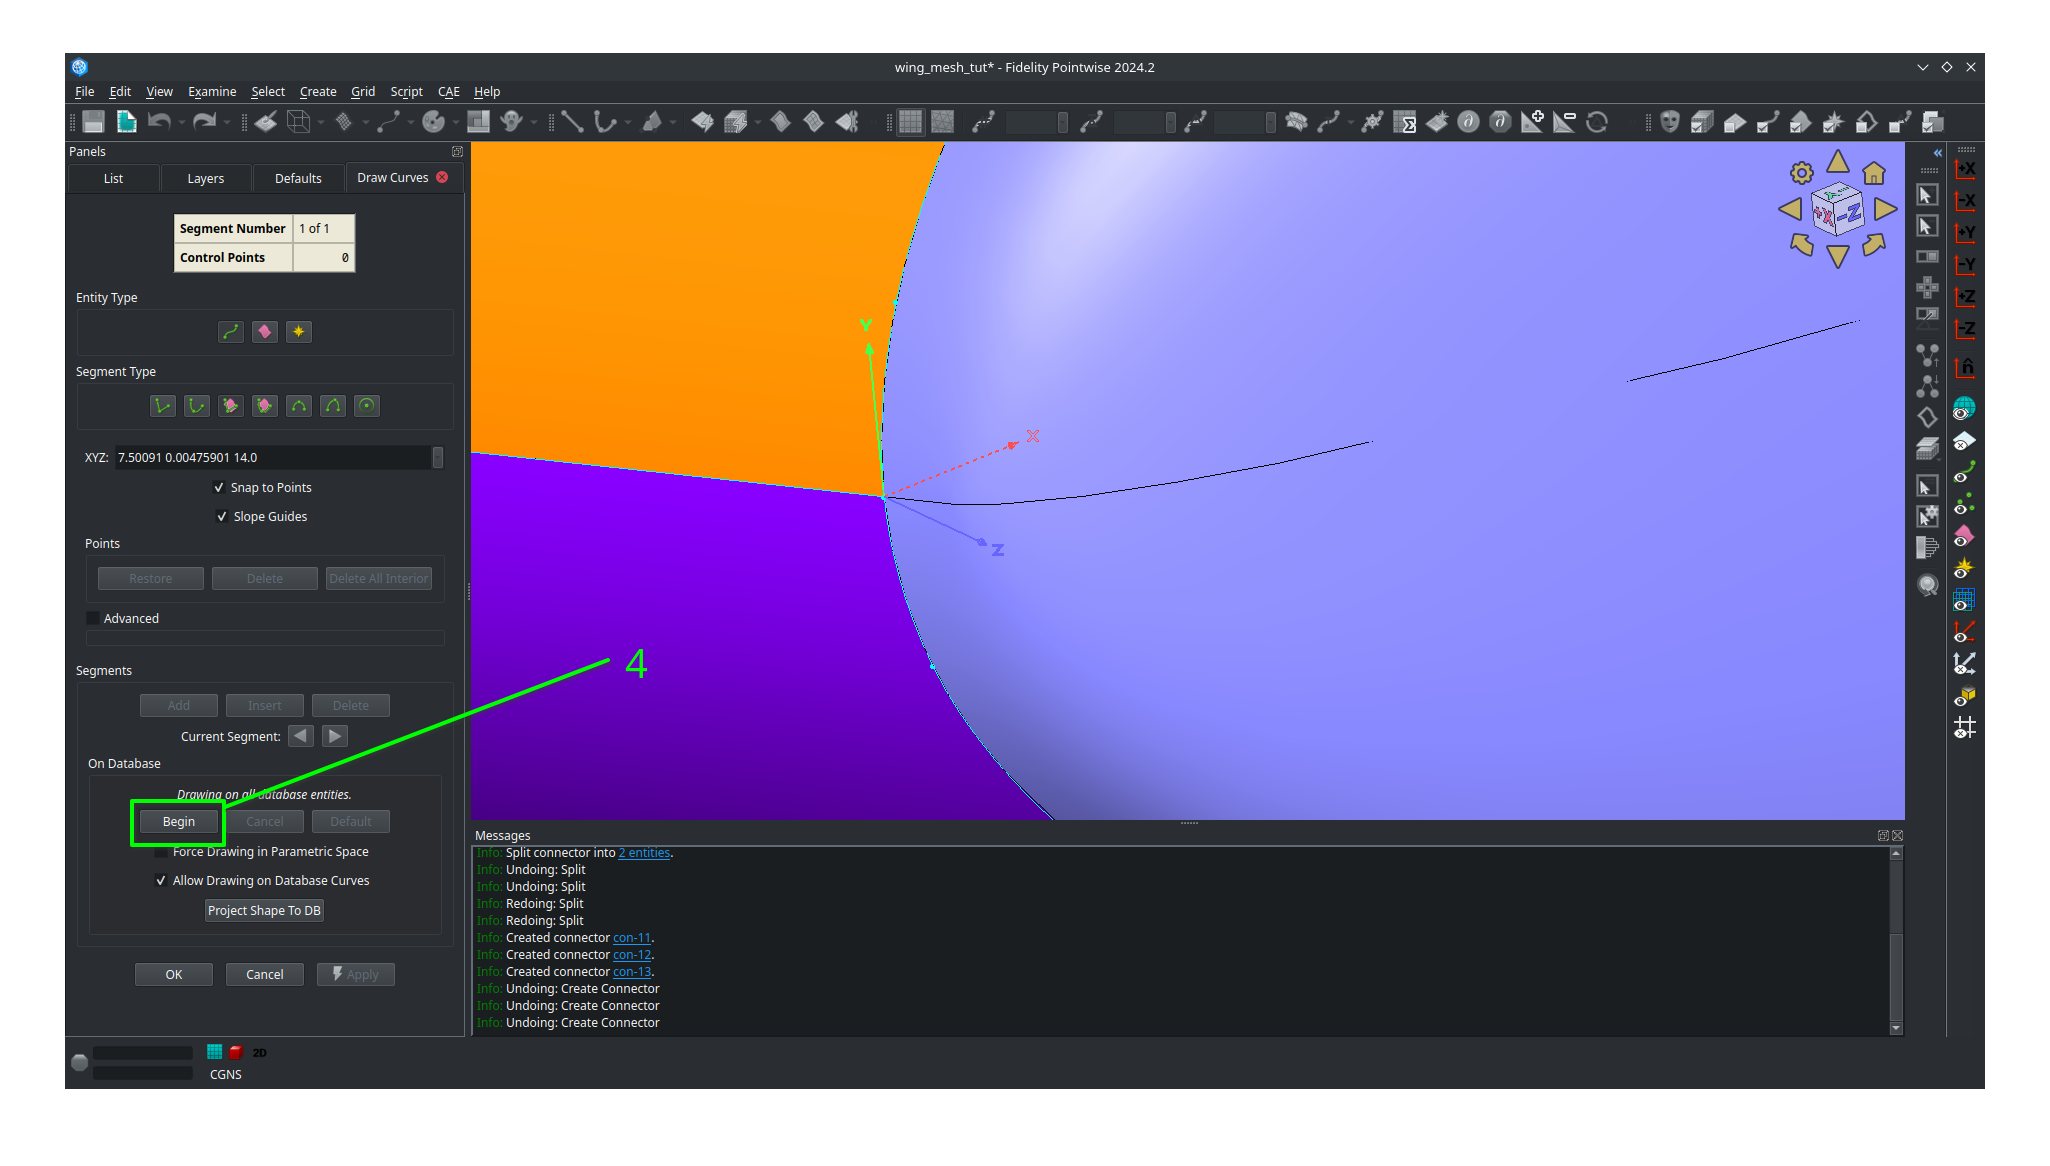 wing_mesh_tut* - Fidelity Pointwise 2024.2
File Edit View Examine Select Create Grid Script CAE Help
Panels
List Layers Defaults Draw Curves
Segment Number 1 of 1
Control Points 0
Entity Type
Segment Type
XYZ: 7.50091 0.00475901 14.0
Snap to Points
Slope Guides
Points
Restore Delete Delete All Interior
Advanced
Segments
Add Insert Delete
Current Segment:
On Database
Drawing on all database entities.
Begin Cancel Default
Force Drawing in Parametric Space
Allow Drawing on Database Curves
Project Shape To DB
OK Cancel Apply
4
Y
X
Z
+X -Z
Messages
Info: Split connector into 2 entities.
Info: Undoing: Split
Info: Undoing: Split
Info: Redoing: Split
Info: Redoing: Split
Info: Created connector con-11.
Info: Created connector con-12.
Info: Created connector con-13.
Info: Undoing: Create Connector
Info: Undoing: Create Connector
Info: Undoing: Create Connector
+X
-X
+Y
-Y
+Z
-Z
n̂
2D
CGNS